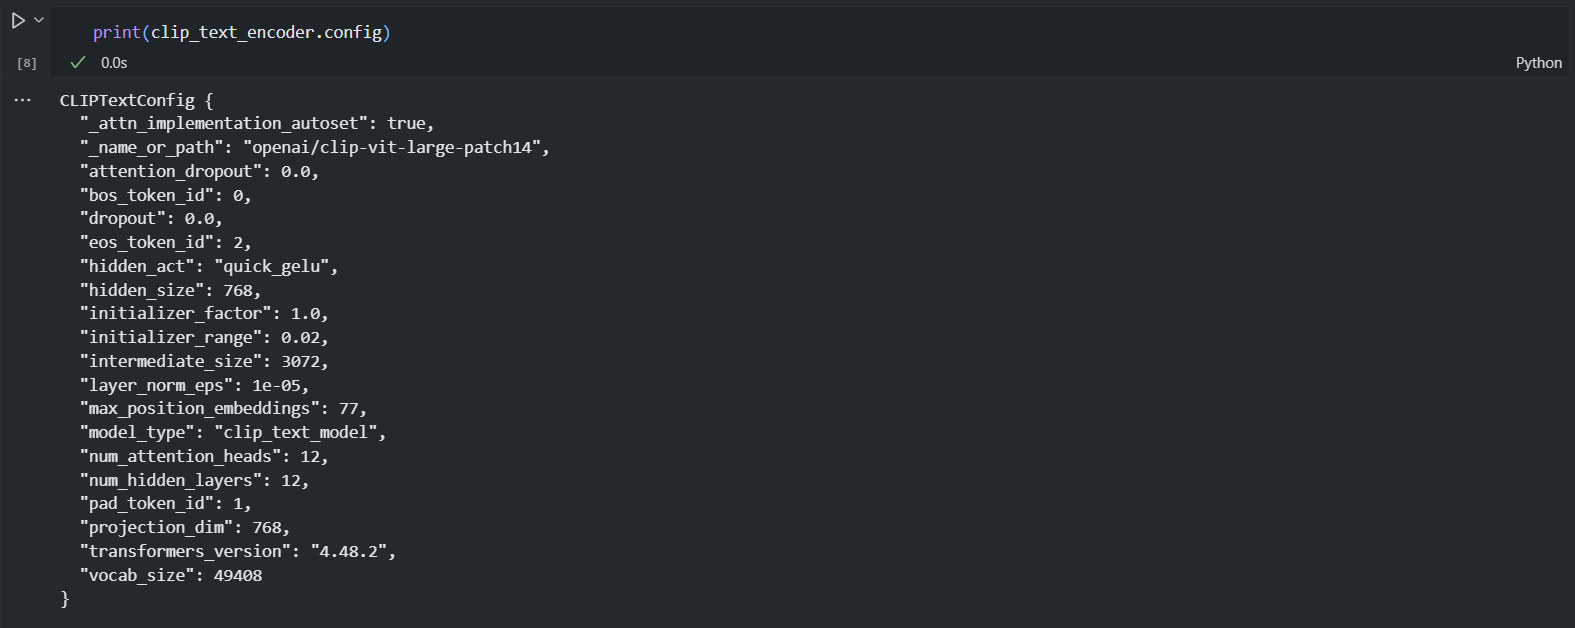 print(clip_text_encoder.config)
[8]
0.0s
Python
...
CLIPTextConfig {
  "_attn_implementation_autoset": true,
  "_name_or_path": "openai/clip-vit-large-patch14",
  "attention_dropout": 0.0,
  "bos_token_id": 0,
  "dropout": 0.0,
  "eos_token_id": 2,
  "hidden_act": "quick_gelu",
  "hidden_size": 768,
  "initializer_factor": 1.0,
  "initializer_range": 0.02,
  "intermediate_size": 3072,
  "layer_norm_eps": 1e-05,
  "max_position_embeddings": 77,
  "model_type": "clip_text_model",
  "num_attention_heads": 12,
  "num_hidden_layers": 12,
  "pad_token_id": 1,
  "projection_dim": 768,
  "transformers_version": "4.48.2",
  "vocab_size": 49408
}